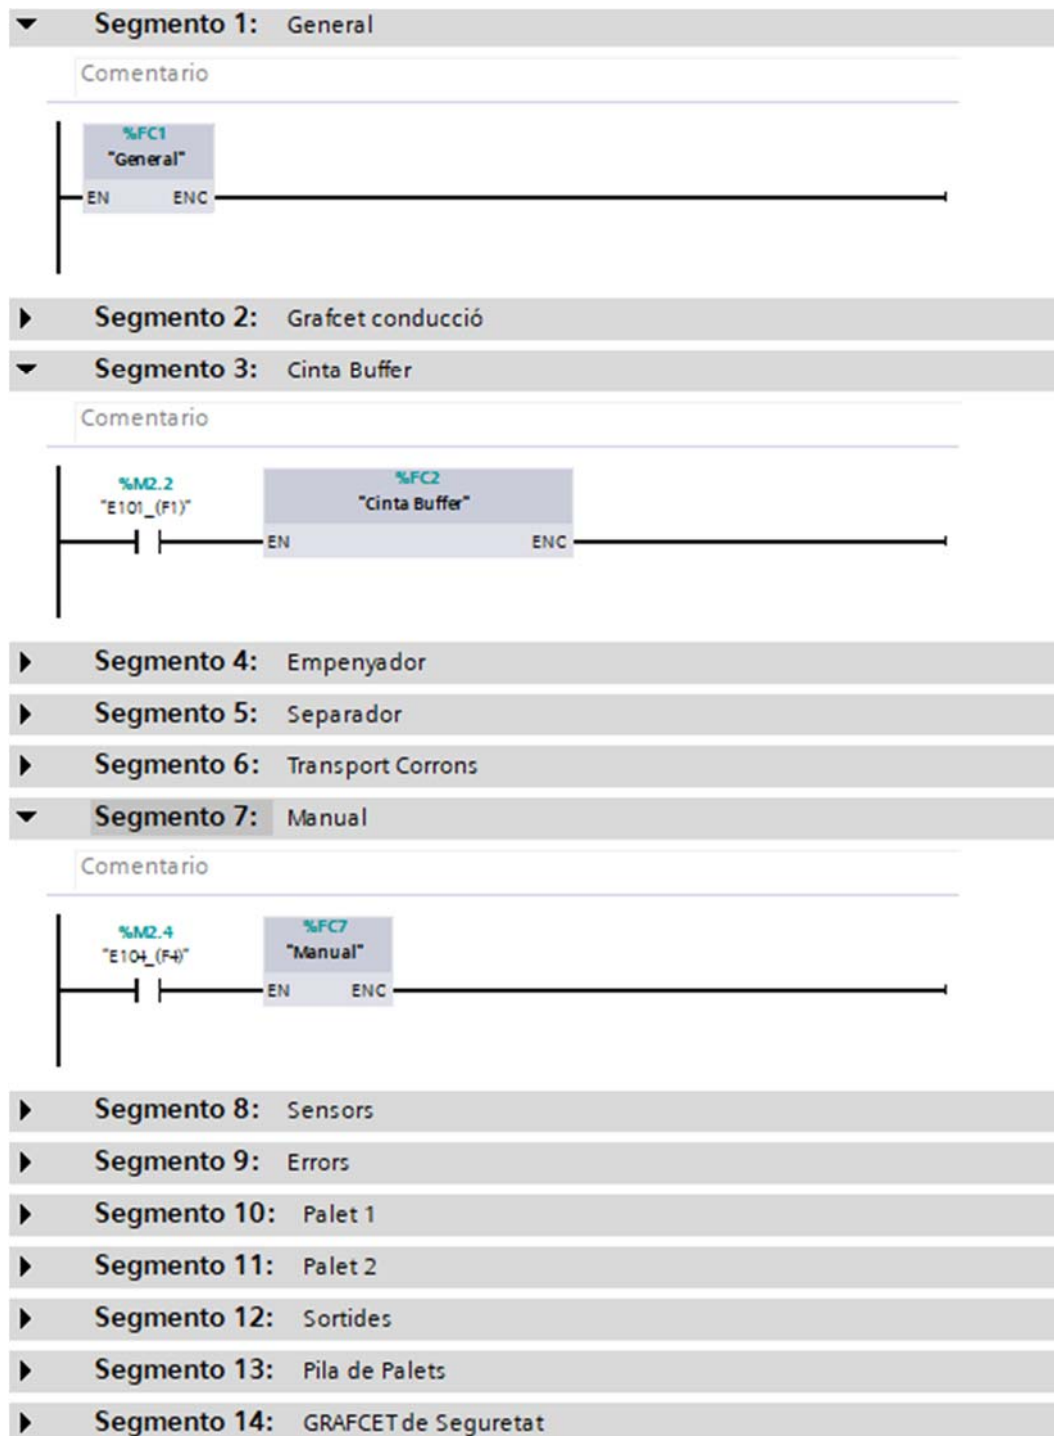 Segmento 1: General
Comentario
%FC1
"General"
EN ENC
Segmento 2: Grafcet conducció
Segmento 3: Cinta Buffer
Comentario
%M2.2
"E101_(F1)"
%FC2
"Cinta Buffer"
EN ENC
Segmento 4: Empenyador
Segmento 5: Separador
Segmento 6: Transport Corrons
Segmento 7: Manual
Comentario
%M2.4
"E104_(F4)"
%FC7
"Manual"
EN ENC
Segmento 8: Sensors
Segmento 9: Errors
Segmento 10: Palet 1
Segmento 11: Palet 2
Segmento 12: Sortides
Segmento 13: Pila de Palets
Segmento 14: GRAFCET de Seguretat